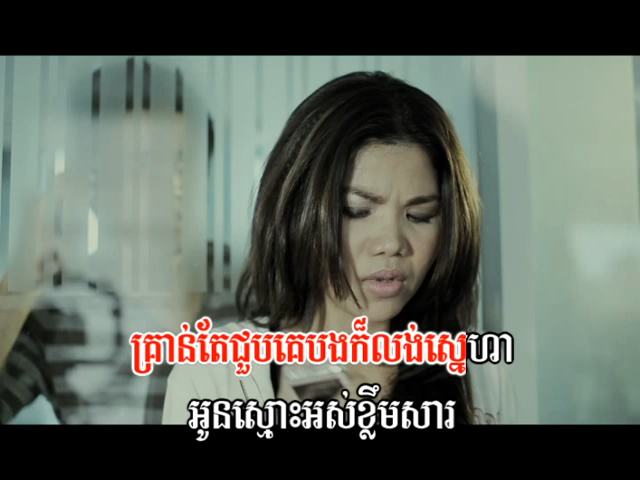 គ្រាន់តែជួបគេបងក៏លង់ស្នេហា
អូនស្មោះអស់ខ្លឹមសារ